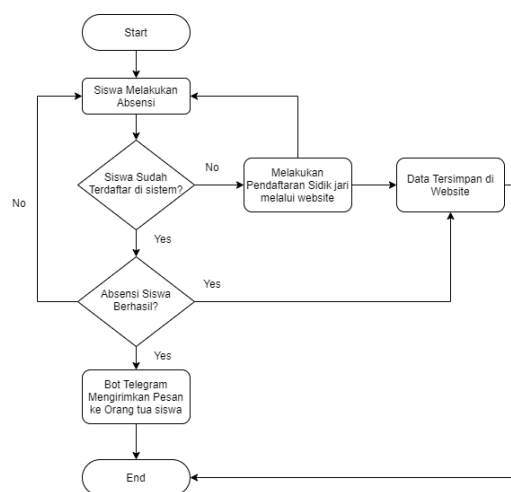 Start
Siswa Melakukan
Absensi
Siswa Sudah
Terdaftar di sistem?
No
Melakukan
Pendaftaran Sidik jari
melalui website
Data Tersimpan di
Website
No
Yes
Absensi Siswa
Berhasil?
Yes
Yes
Bot Telegram
Mengirimkan Pesan
ke Orang tua siswa
End